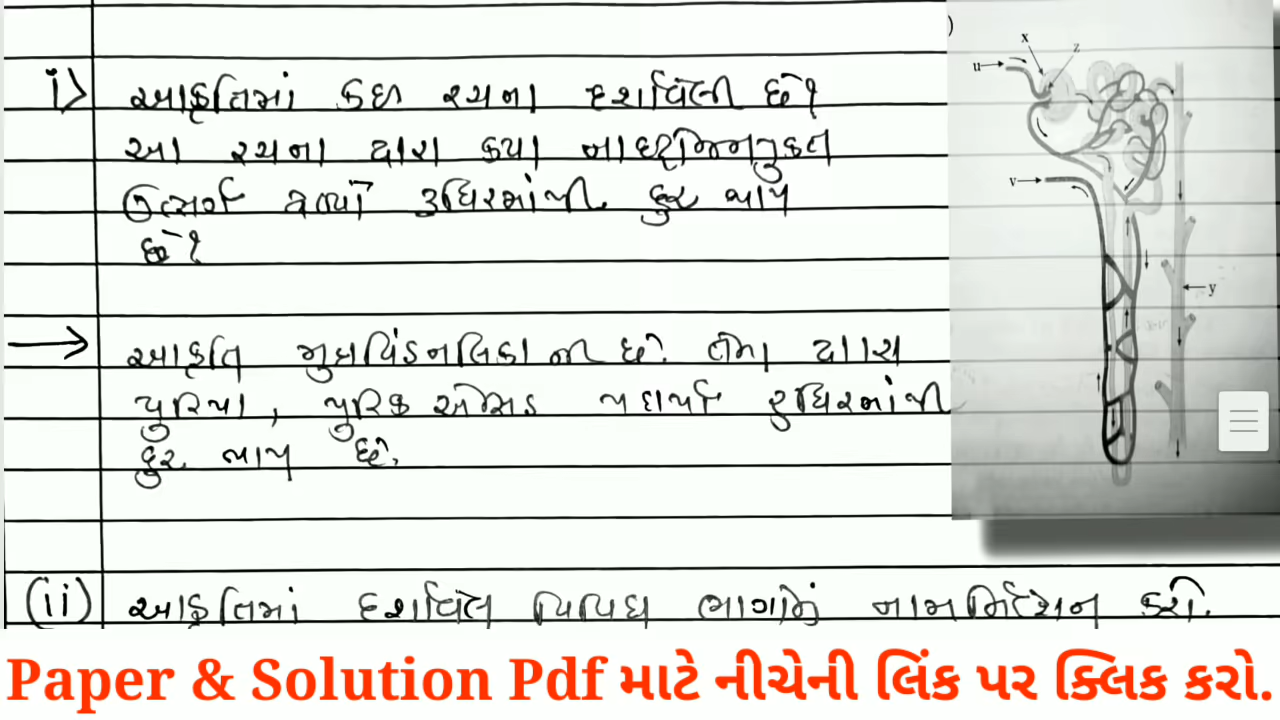 i) આકૃતિમાં કઇ રચના દર્શાવેલી છે?
આ રચના દ્વારા કયા નાઇટ્રોજનયુક્ત
ઉત્સર્ગ દ્રવ્યો રુધિરમાંથી દુર થાય
છે?
→ આકૃતિ મુત્રપિંડનલિકાની છે. તેના દ્વારા
યુરિયા, યુરિક એસિડ પદાર્થ રુધિરમાંથી
દુર થાય છે.
(ii) આકૃતિમાં દર્શાવેલ વિવિધ ભાગોનું નામનિર્દેશન કરો.
x
z
u
v
y
Paper & Solution Pdf માટે નીચેની લિંક પર ક્લિક કરો.